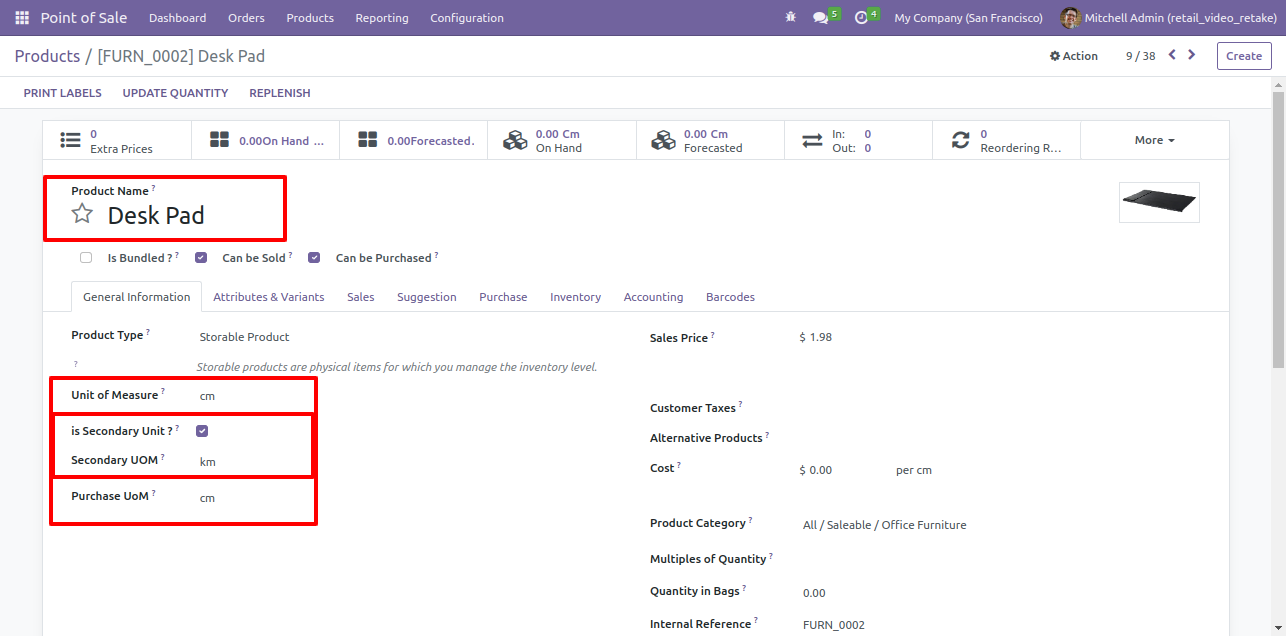 Point of Sale Dashboard Orders Products Reporting Configuration 5 4 My Company (San Francisco) Mitchell Admin (retail_video_retake)
Products / [FURN_0002] Desk Pad Action 9 / 38 Create
PRINT LABELS UPDATE QUANTITY REPLENISH
0 Extra Prices
0.00On Hand ...
0.00Forecasted.
0.00 Cm On Hand
0.00 Cm Forecasted
In: 0
Out: 0
0 Reordering R...
More
Product Name ?
Desk Pad
Is Bundled ? ? Can be Sold ? Can be Purchased ?
General Information Attributes & Variants Sales Suggestion Purchase Inventory Accounting Barcodes
Product Type ? Storable Product
? Storable products are physical items for which you manage the inventory level.
Unit of Measure ? cm
is Secondary Unit ? ?
Secondary UOM ? km
Purchase UoM ? cm
Sales Price ? $ 1.98
Customer Taxes ?
Alternative Products ?
Cost ? $ 0.00 per cm
Product Category ? All / Saleable / Office Furniture
Multiples of Quantity ?
Quantity in Bags ? 0.00
Internal Reference ? FURN_0002